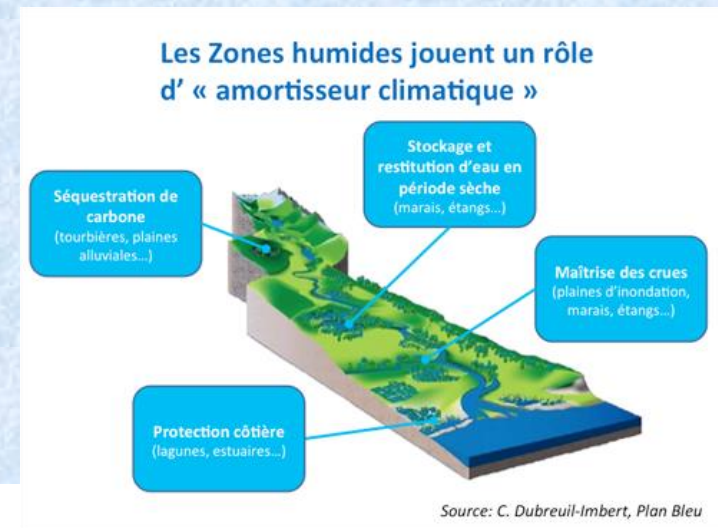 Les Zones humides jouent un rôle
d' « amortisseur climatique »
Stockage et
restitution d'eau en
période sèche
(marais, étangs...)
Séquestration de
carbone
(tourbières, plaines
alluviales...)
Maîtrise des crues
(plaines d'inondation,
marais, étangs...)
Protection côtière
(lagunes, estuaires...)
Source: C. Dubreuil-Imbert, Plan Bleu